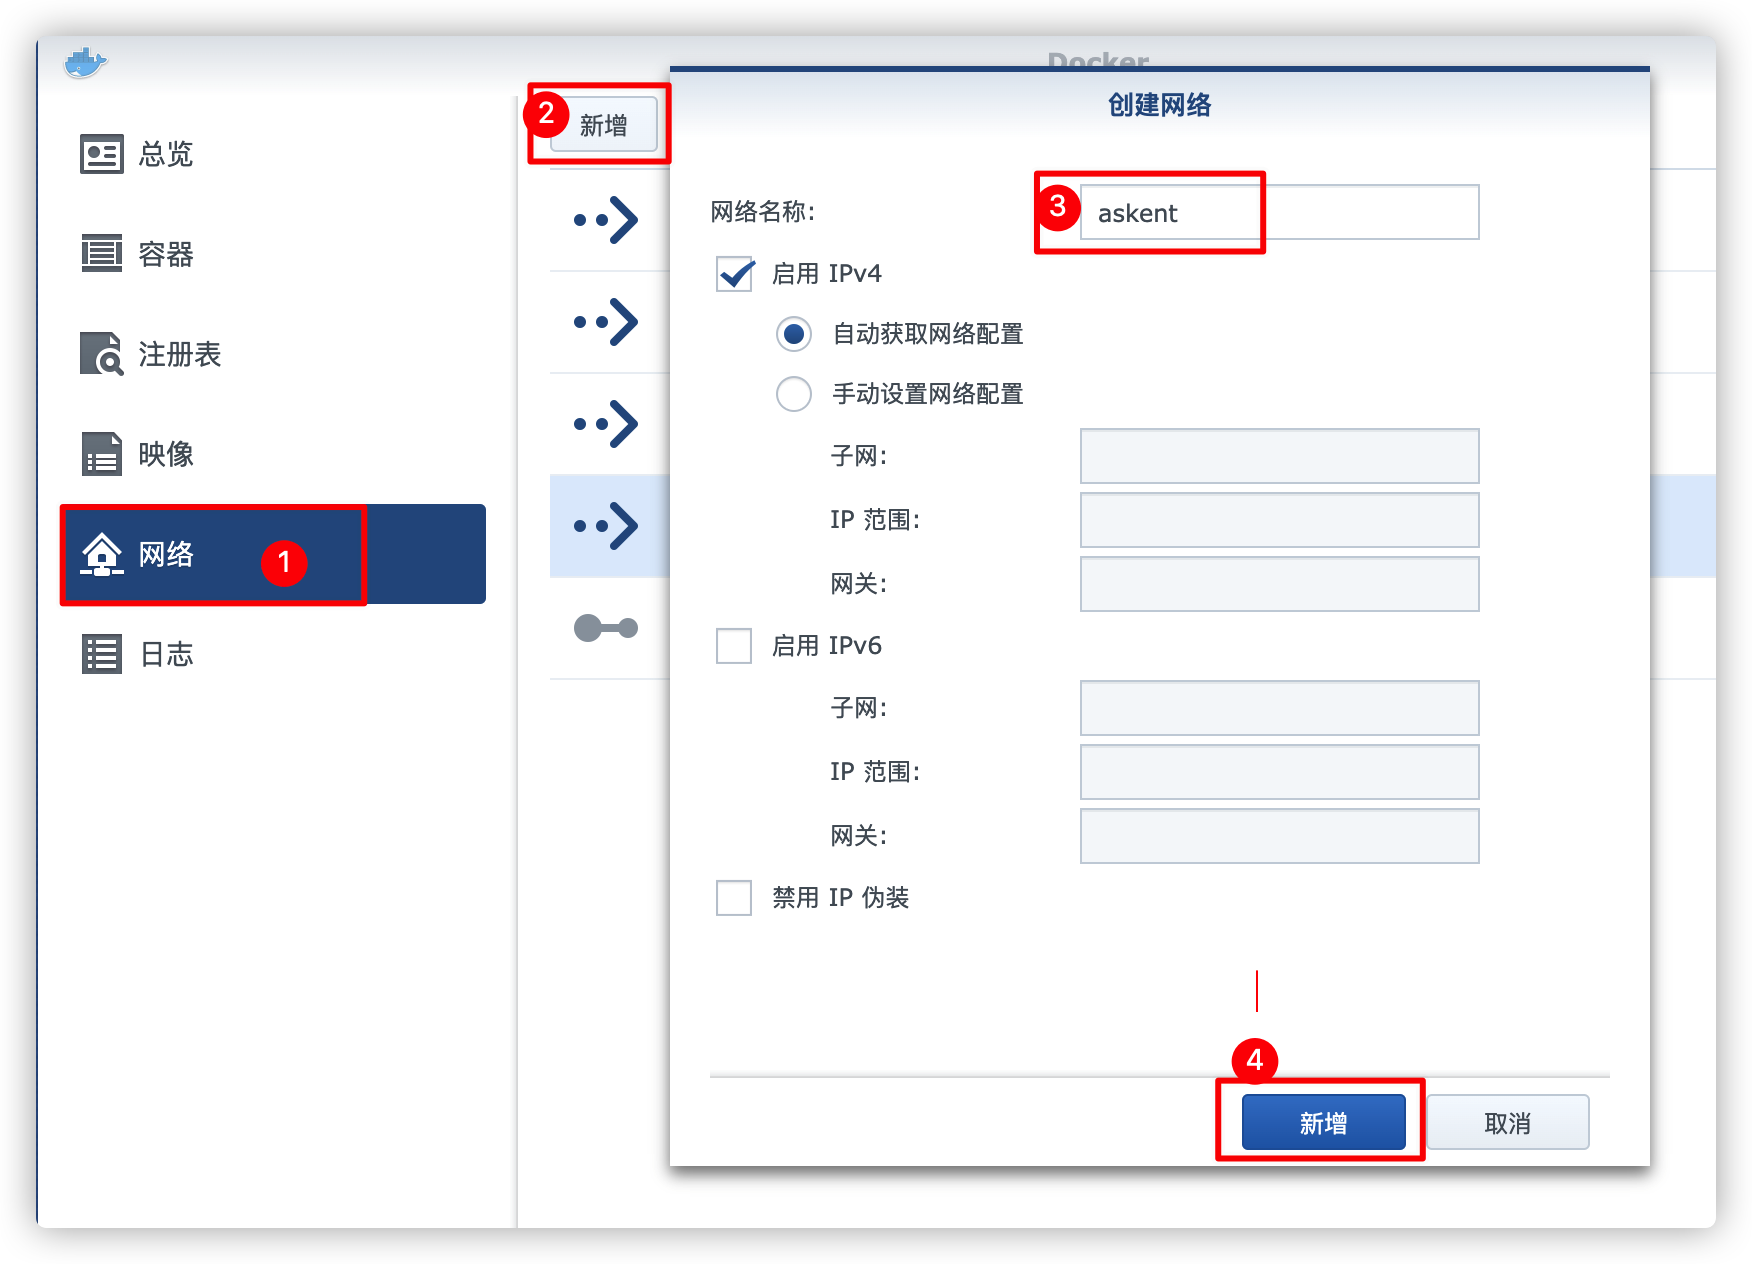 Docker
总览
容器
注册表
映像
网络
1
日志
2
新增
创建网络
网络名称:
3
askent
启用 IPv4
自动获取网络配置
手动设置网络配置
子网:
IP 范围:
网关:
启用 IPv6
子网:
IP 范围:
网关:
禁用 IP 伪装
4
新增
取消